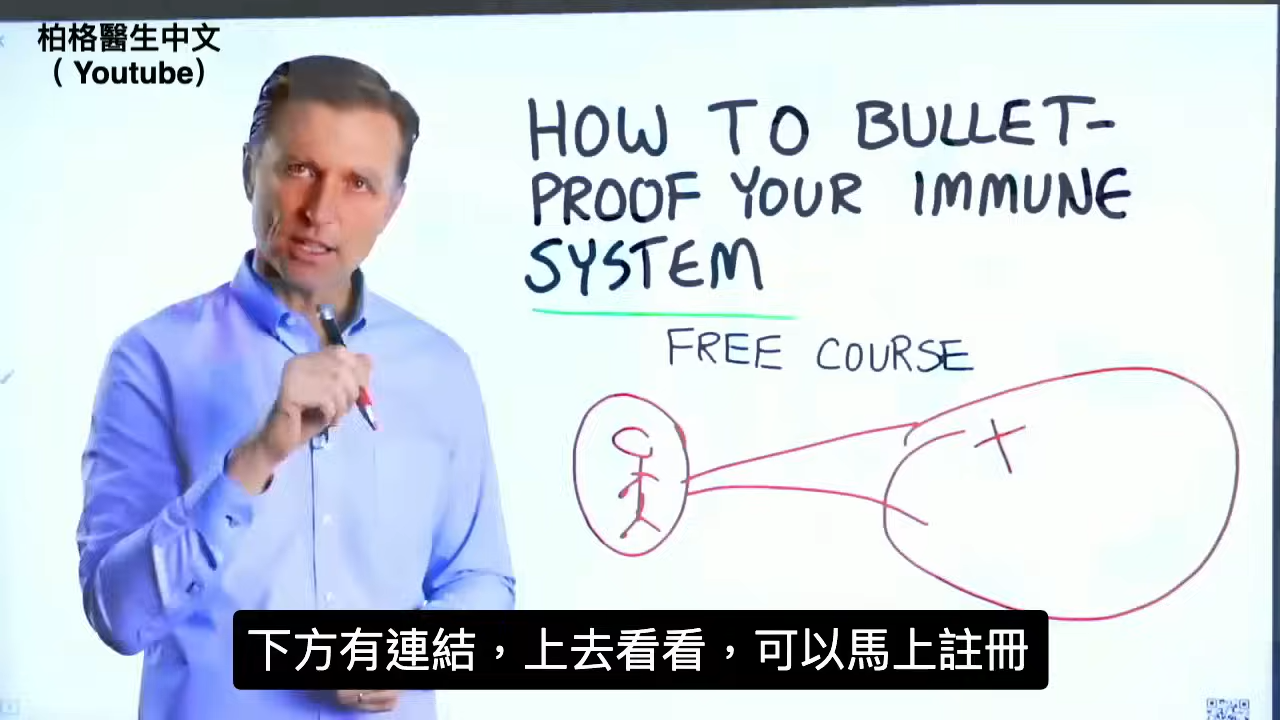 柏格醫生中文
（ Youtube）
HOW TO BULLET-
PROOF YOUR IMMUNE
SYSTEM
FREE COURSE
下方有連結，上去看看，可以馬上註冊